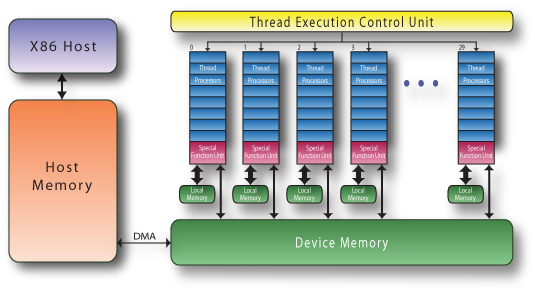 Thread Execution Control Unit
X86 Host
0 1 2 3 29
Thread Thread Thread Thread Thread
Processors Processors Processors Processors Processors
Special Special Special Special Special
Function Unit Function Unit Function Unit Function Unit Function Unit
Local Local Local Local Local
Memory Memory Memory Memory Memory
Host
Memory
DMA
Device Memory